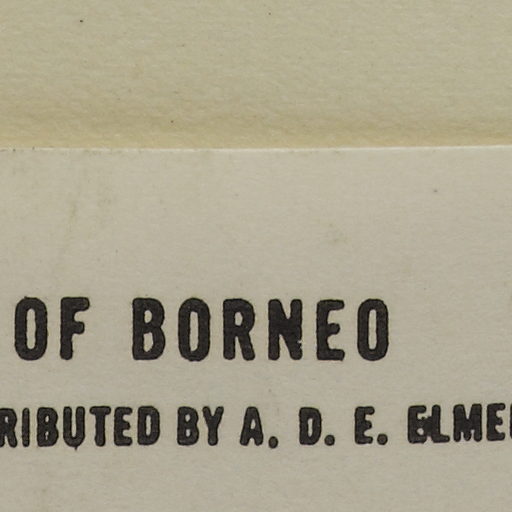 OF BORNEO
RIBUTED BY A. D. E. ELME